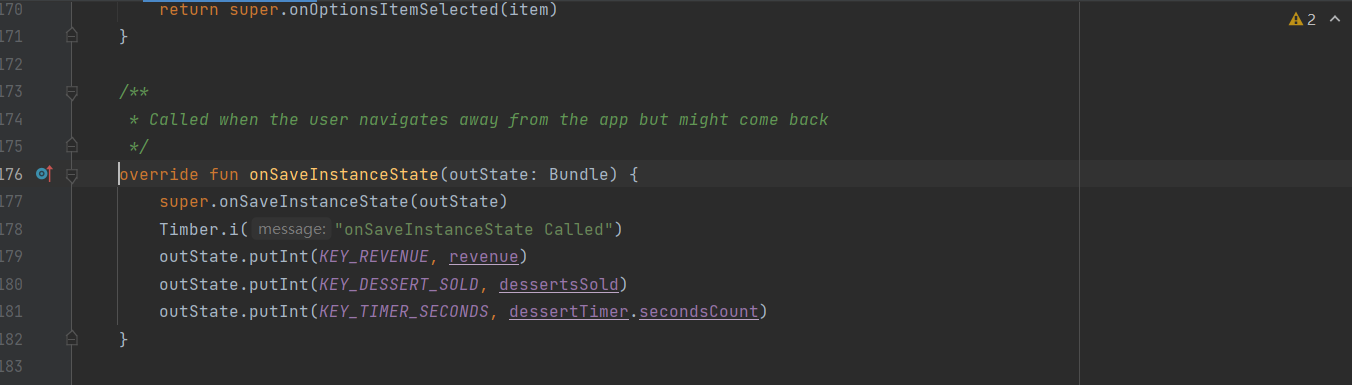 170 return super.onOptionsItemSelected(item)
171 }
172
173 /**
174 * Called when the user navigates away from the app but might come back
175 */
176 override fun onSaveInstanceState(outState: Bundle) {
177 super.onSaveInstanceState(outState)
178 Timber.i( message: "onSaveInstanceState Called")
179 outState.putInt(KEY_REVENUE, revenue)
180 outState.putInt(KEY_DESSERT_SOLD, dessertsSold)
181 outState.putInt(KEY_TIMER_SECONDS, dessertTimer.secondsCount)
182 }
183
2